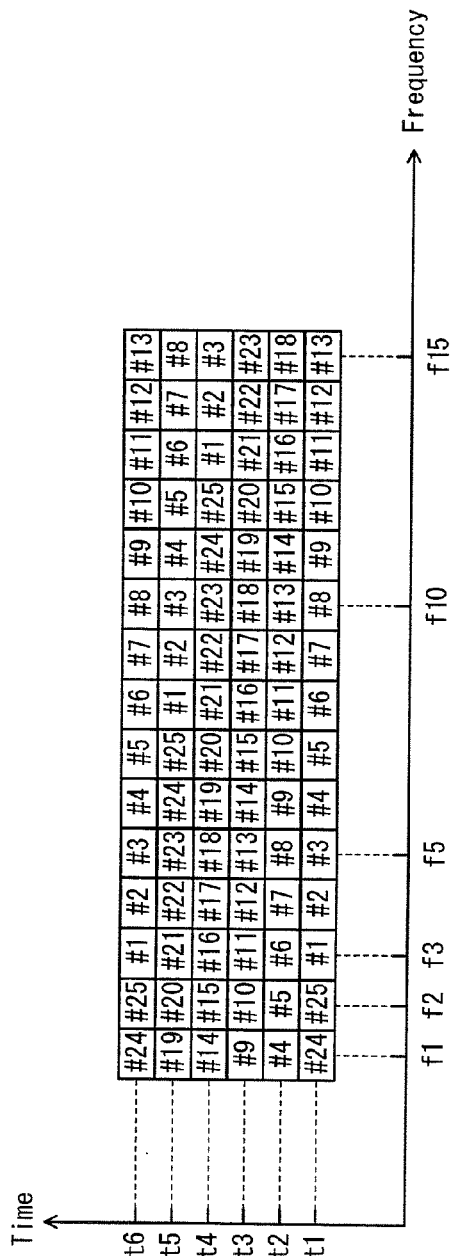 Time
t6 #24 #25 #1 #2 #3 #4 #5 #6 #7 #8 #9 #10 #11 #12 #13
t5 #19 #20 #21 #22 #23 #24 #25 #1 #2 #3 #4 #5 #6 #7 #8
t4 #14 #15 #16 #17 #18 #19 #20 #21 #22 #23 #24 #25 #1 #2 #3
t3 #9 #10 #11 #12 #13 #14 #15 #16 #17 #18 #19 #20 #21 #22 #23
t2 #4 #5 #6 #7 #8 #9 #10 #11 #12 #13 #14 #15 #16 #17 #18
t1 #24 #25 #1 #2 #3 #4 #5 #6 #7 #8 #9 #10 #11 #12 #13
f1 f2 f3 f5 f10 f15
Frequency